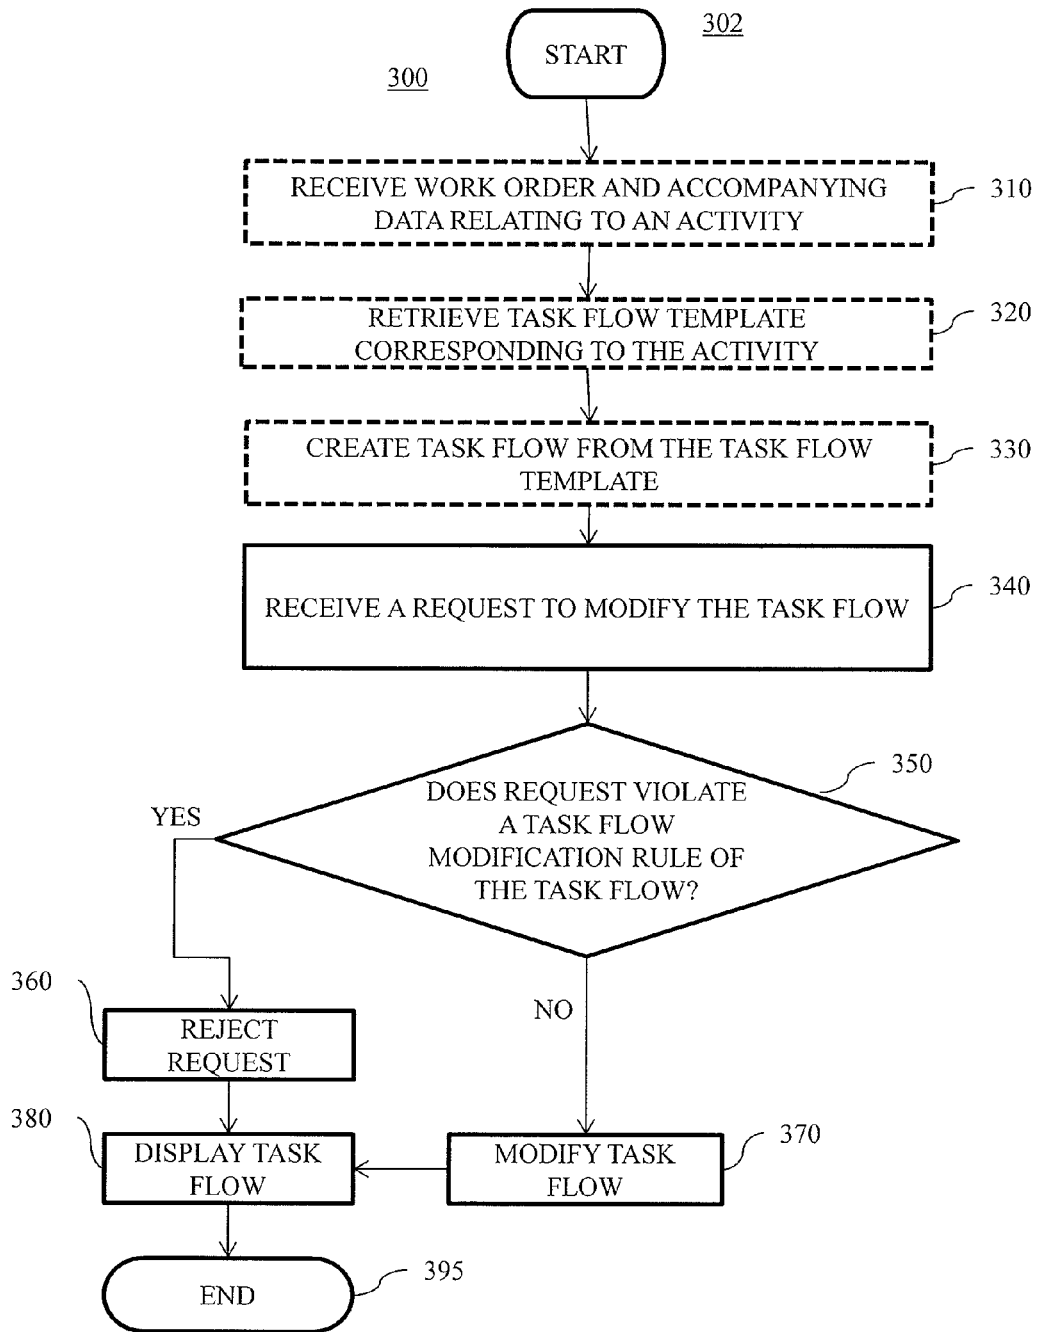 START
302
300
RECEIVE WORK ORDER AND ACCOMPANYING
DATA RELATING TO AN ACTIVITY
310
RETRIEVE TASK FLOW TEMPLATE
CORRESPONDING TO THE ACTIVITY
320
CREATE TASK FLOW FROM THE TASK FLOW
TEMPLATE
330
RECEIVE A REQUEST TO MODIFY THE TASK FLOW
340
DOES REQUEST VIOLATE
A TASK FLOW
MODIFICATION RULE OF
THE TASK FLOW?
350
YES
NO
360
REJECT
REQUEST
380
DISPLAY TASK
FLOW
MODIFY TASK
FLOW
370
END
395